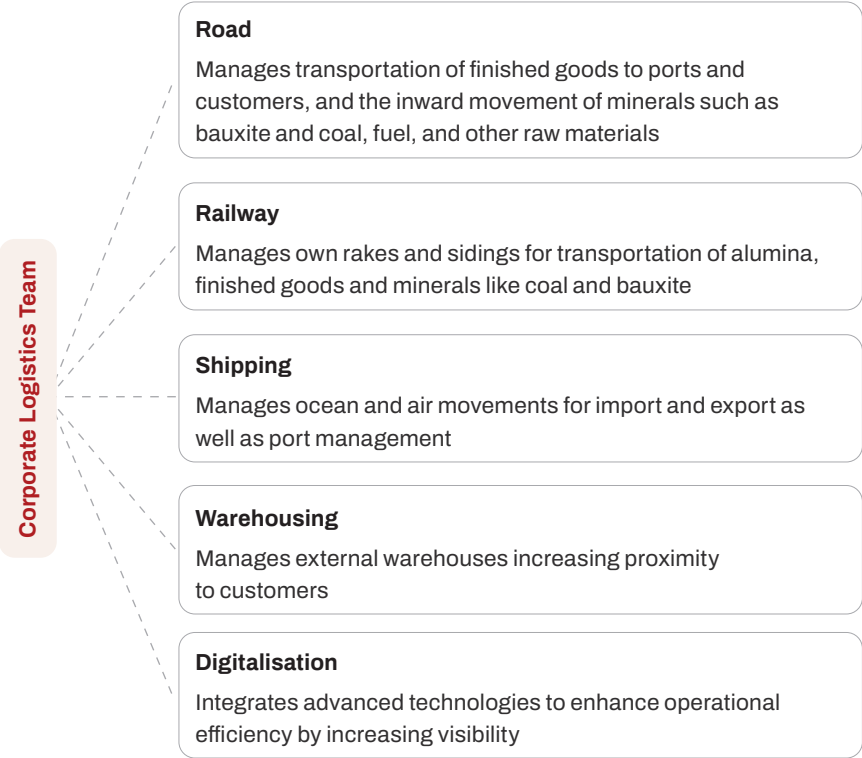 Corporate Logistics Team
Road
Manages transportation of finished goods to ports and
customers, and the inward movement of minerals such as
bauxite and coal, fuel, and other raw materials
Railway
Manages own rakes and sidings for transportation of alumina,
finished goods and minerals like coal and bauxite
Shipping
Manages ocean and air movements for import and export as
well as port management
Warehousing
Manages external warehouses increasing proximity
to customers
Digitalisation
Integrates advanced technologies to enhance operational
efficiency by increasing visibility